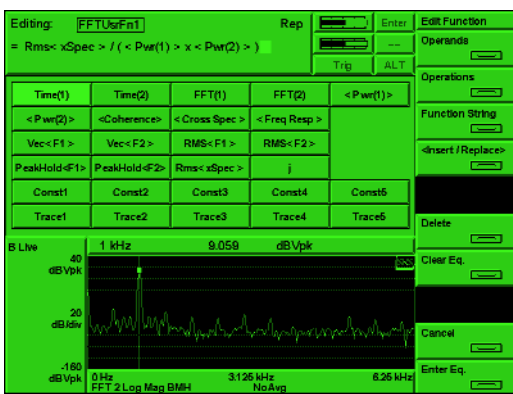 Editing: FFTUsrFn1 Rep Enter Edit Function
= Rms< xSpec > / ( < Pwr(1) > x < Pwr(2) > ) -- Operands
Trig ALT
Operations
Time(1) Time(2) FFT(1) FFT(2) < Pwr(1)>
Function String
< Pwr(2)> <Coherence> < Cross Spec > < Freq Resp >
Vec< F1 > Vec< F2 > RMS< F1 > RMS< F2 >
<Insert / Replace>
PeakHold<F1> PeakHold<F2> Rms< xSpec > j
Const1 Const2 Const3 Const4 Const5
Trace1 Trace2 Trace3 Trace4 Trace5
Delete
B Live 1 kHz 9.059 dBVpk
Clear Eq.
40
dBVpk
20
dB/div
Cancel
-160
dBVpk
0 Hz 3.125 kHz 6.25 kHz
FFT 2 Log Mag BMH NoAvg
Enter Eq.